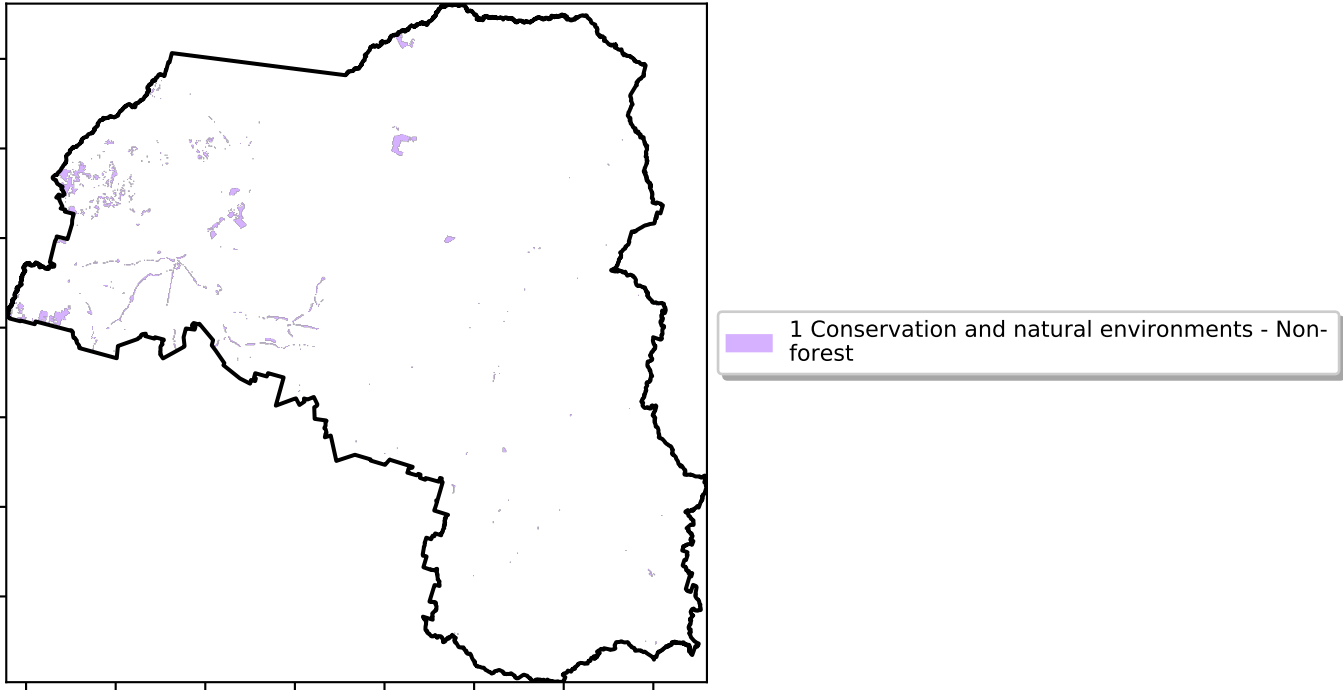 1 Conservation and natural environments - Non-
forest